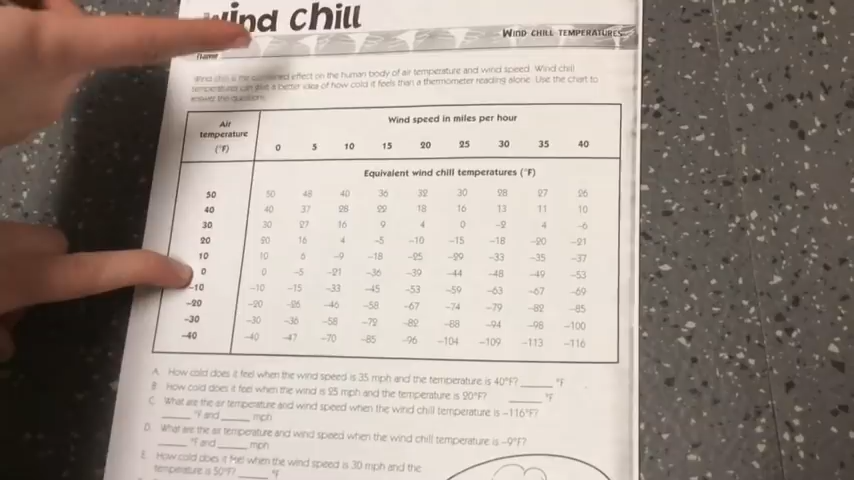 Wind Chill
WIND CHILL TEMPERATURES
Name
Wind chill is the combined effect on the human body of air temperature and wind speed. Wind chill
temperatures can give a better idea of how cold it feels than a thermometer reading alone. Use the chart to
answer the questions.
Air temperature (°F)
Wind speed in miles per hour
0 5 10 15 20 25 30 35 40
Equivalent wind chill temperatures (°F)
50 50 48 40 36 32 30 28 27 26
40 40 37 28 22 18 16 13 11 10
30 30 27 16 9 4 0 -2 4 -6
20 20 16 4 -5 -10 -15 -18 -20 -21
10 10 6 -9 -18 -25 -29 -33 -35 -37
0 0 -5 -21 -36 -39 -44 -48 -49 -53
-10 -10 -15 -33 -45 -53 -59 -63 -67 -69
-20 -20 -26 -46 -58 -67 -74 -79 -82 -85
-30 -30 -36 -58 -72 -82 -88 -94 -98 -100
-40 -40 -47 -70 -85 -96 -104 -109 -113 -116
A. How cold does it feel when the wind speed is 35 mph and the temperature is 40°F? _____ °F
B. How cold does it feel when the wind is 25 mph and the temperature is 20°F? _____ °F
C. What are the air temperature and wind speed when the wind chill temperature is -116°F?
_____ °F and _____ mph
D. What are the air temperature and wind speed when the wind chill temperature is -9°F?
_____ °F and _____ mph
E. How cold does it feel when the wind speed is 30 mph and the
temperature is 50°F? _____ °F